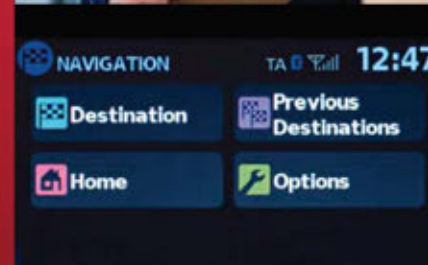 NAVIGATION TA 12:47
Destination
Previous
Destinations
Home
Options